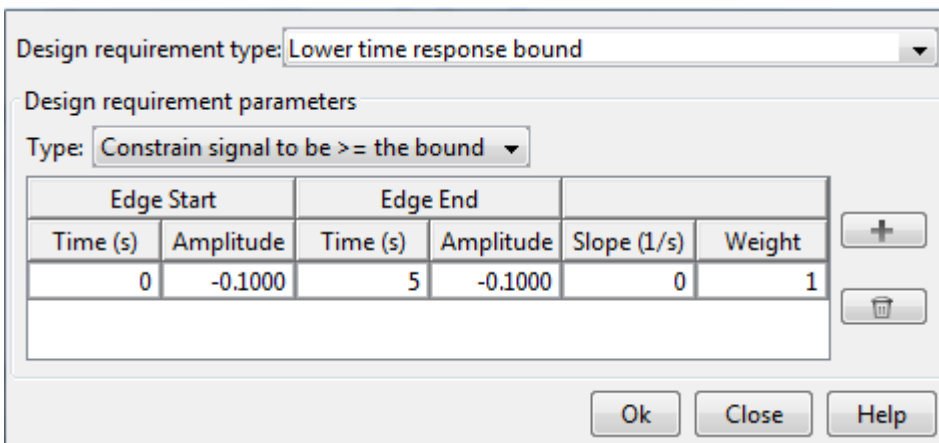 Design requirement type: Lower time response bound
Design requirement parameters
Type: Constrain signal to be >= the bound
Edge Start Edge End
Time (s) Amplitude Time (s) Amplitude Slope (1/s) Weight
0 -0.1000 5 -0.1000 0 1
Ok Close Help